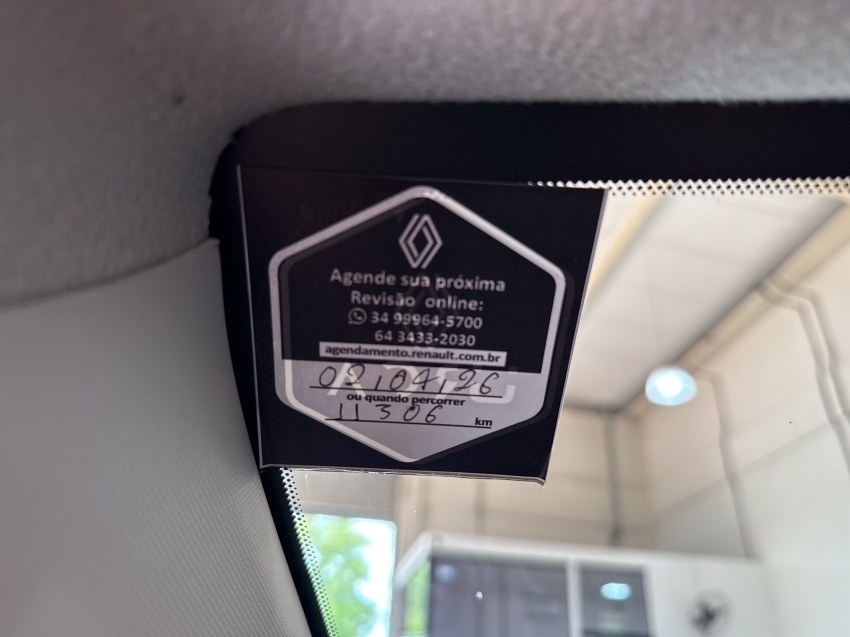 Agende sua próxima
Revisão online:
34 99964-5700
64 3433-2030
agendamento.renault.com.br
02,04,26
ou quando percorrer
11306 km